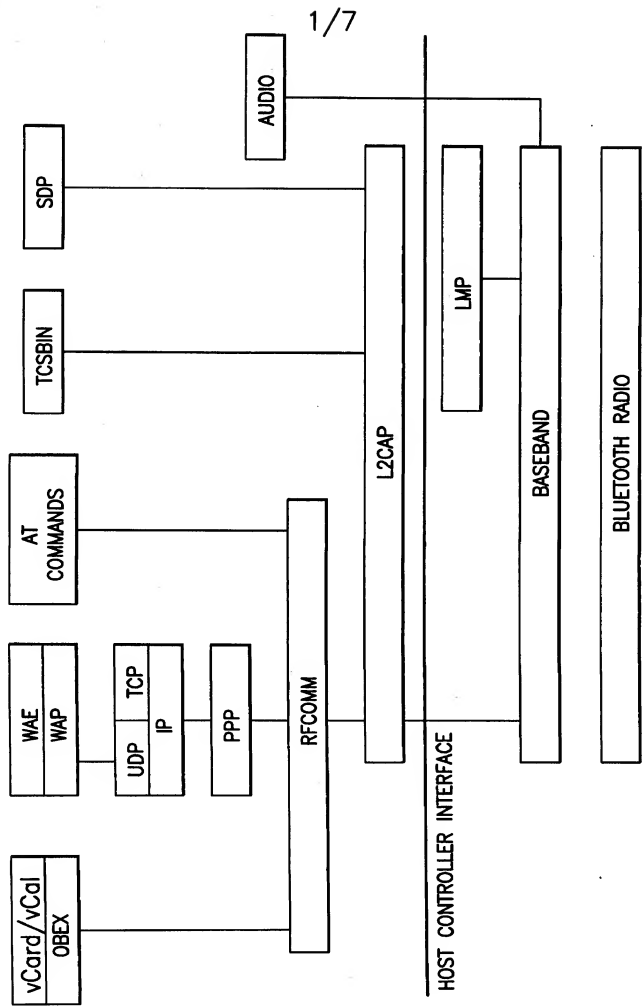 1/7
vCard/vCal
OBEX
WAE
WAP
UDP
TCP
IP
PPP
AT
COMMANDS
TCSBIN
SDP
AUDIO
RFCOMM
L2CAP
HOST CONTROLLER INTERFACE
LMP
BASEBAND
BLUETOOTH RADIO